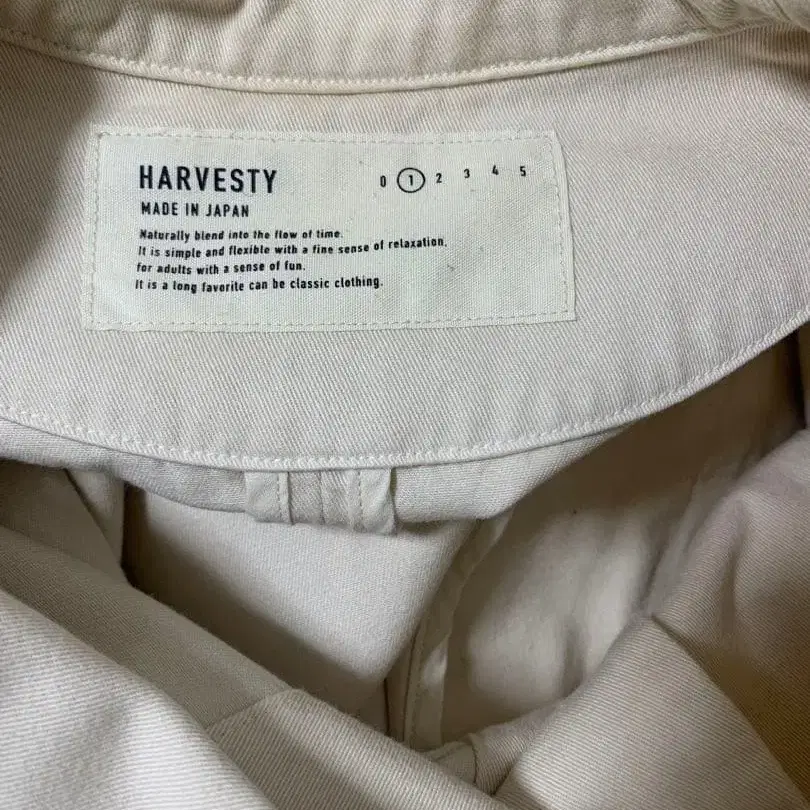 HARVESTY 0 1 2 3 4 5
MADE IN JAPAN
Naturally blend into the flow of time.
It is simple and flexible with a fine sense of relaxation,
for adults with a sense of fun.
It is a long favorite can be classic clothing.